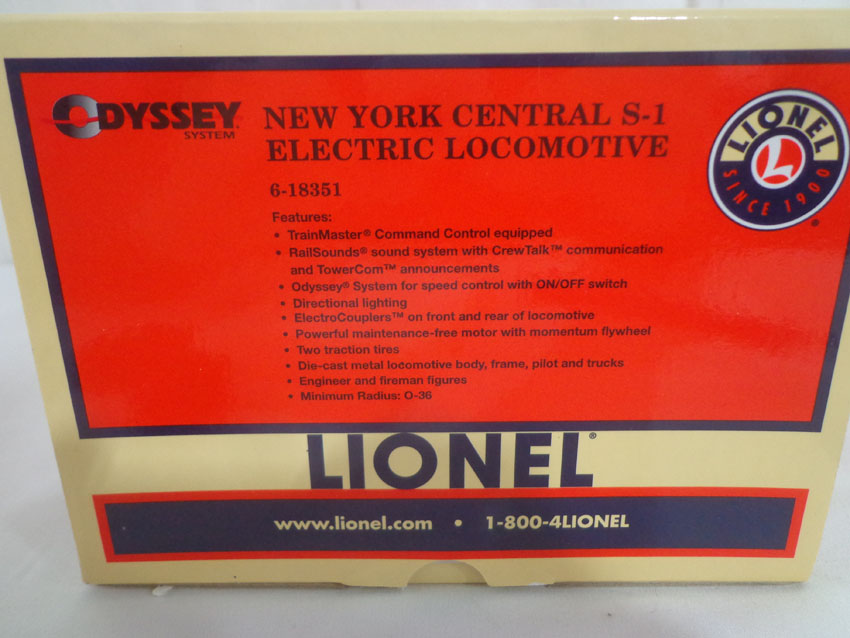 ODYSSEY
SYSTEM
NEW YORK CENTRAL S-1
ELECTRIC LOCOMOTIVE
6-18351
LIONEL
L
SINCE 1900
®
Features:
• TrainMaster® Command Control equipped
• RailSounds® sound system with CrewTalk™ communication
and TowerCom™ announcements
• Odyssey® System for speed control with ON/OFF switch
• Directional lighting
• ElectroCouplers™ on front and rear of locomotive
• Powerful maintenance-free motor with momentum flywheel
• Two traction tires
• Die-cast metal locomotive body, frame, pilot and trucks
• Engineer and fireman figures
• Minimum Radius: O-36
LIONEL®
www.lionel.com • 1-800-4LIONEL